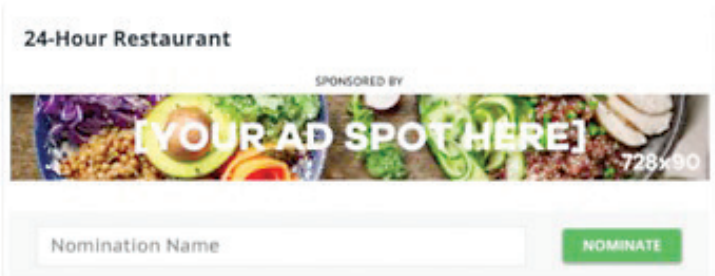 24-Hour Restaurant
SPONSORED BY
[YOUR AD SPOT HERE]
728x90
Nomination Name
NOMINATE